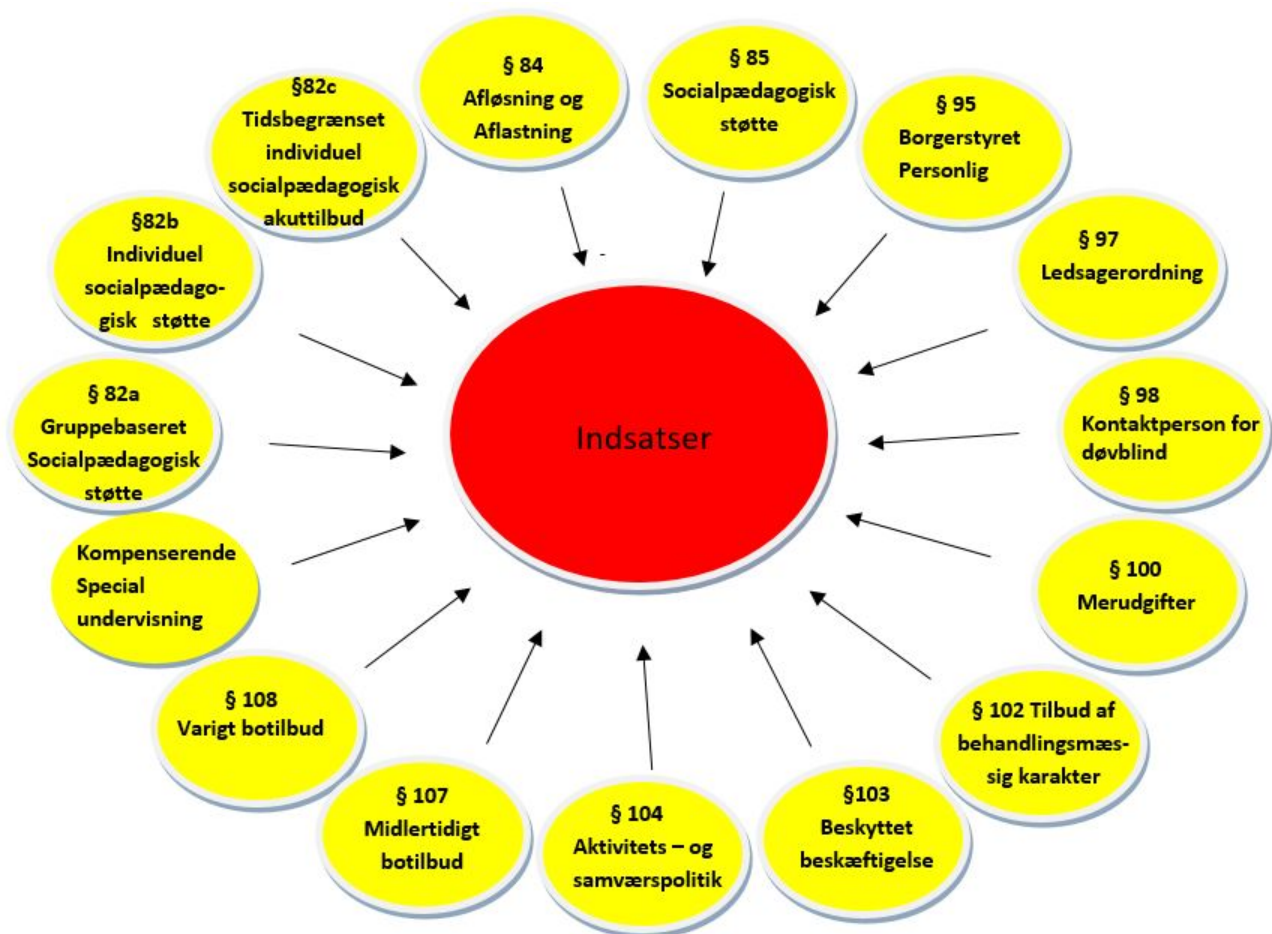 § 84
Afløsning og
Aflastning
§ 85
Socialpædagogisk
støtte
§ 95
Borgerstyret
Personlig
§ 97
Ledsagerordning
§ 98
Kontaktperson for
døvblind
§ 100
Merudgifter
§ 102 Tilbud af
behandlingsmæs-
sig karakter
§103
Beskyttet
beskæftigelse
§ 104
Aktivitets – og
samværspolitik
§ 107
Midlertidigt
botilbud
§ 108
Varigt botilbud
Kompenserende
Special
undervisning
§ 82a
Gruppebaseret
Socialpædagogisk
støtte
§82b
Individuel
socialpædago-
gisk støtte
§82c
Tidsbegrænset
individuel
socialpædagogisk
akuttilbud
-
Indsatser